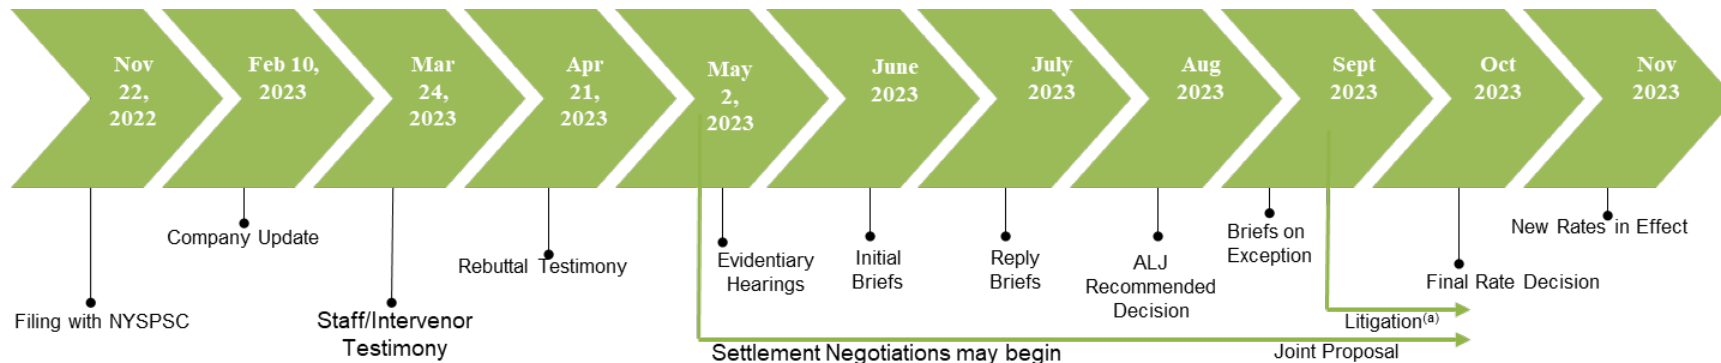 Nov
22,
2022
Feb 10,
2023
Mar
24,
2023
Apr
21,
2023
May
2,
2023
June
2023
July
2023
Aug
2023
Sept
2023
Oct
2023
Nov
2023
Filing with NYSPSC
Company Update
Staff/Intervenor
Testimony
Rebuttal Testimony
Evidentiary
Hearings
Initial
Briefs
Reply
Briefs
ALJ
Recommended
Decision
Briefs on
Exception
Final Rate Decision
New Rates in Effect
Litigation(a)
Settlement Negotiations may begin
Joint Proposal